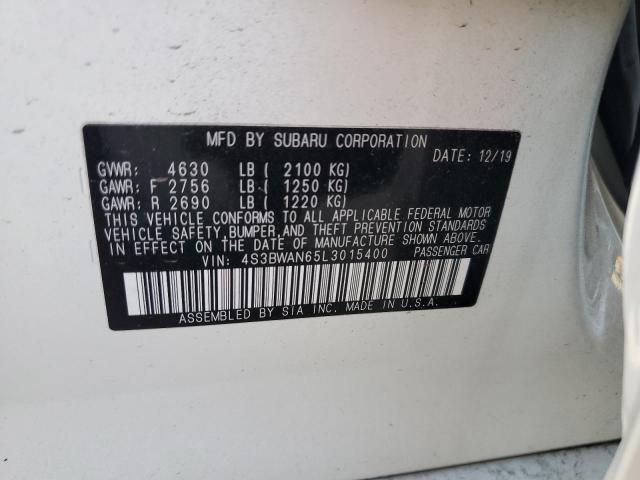 MFD BY SUBARU CORPORATION
DATE: 12/19
GVWR: 4630 LB ( 2100 KG)
GAWR: F 2756 LB ( 1250 KG)
GAWR: R 2690 LB ( 1220 KG)
THIS VEHICLE CONFORMS TO ALL APPLICABLE FEDERAL MOTOR
VEHICLE SAFETY, BUMPER, AND THEFT PREVENTION STANDARDS
IN EFFECT ON THE DATE OF MANUFACTURE SHOWN ABOVE.
VIN: 4S3BWAN65L3015400 PASSENGER CAR
ASSEMBLED BY SIA INC. MADE IN U.S.A.